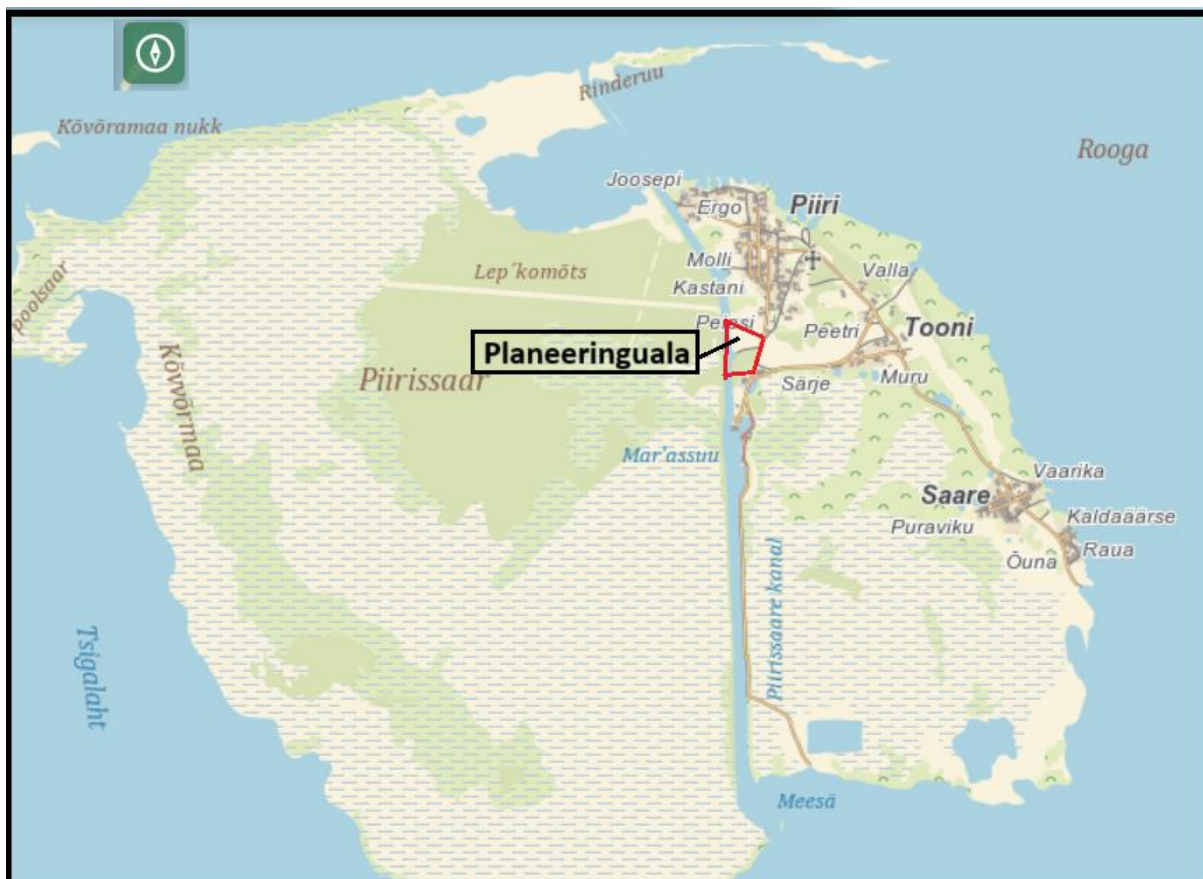 Rinderuu
Kõvõramaa nukk
Rooga
Joosepi
Ergo
Piiri
Molli
Valla
Lep´komõts
Kastani
poolsaar
Peetri
Tooni
Planeeringuala
Piirissaar
Särje
Muru
Kõvvõrmaa
Mar'assuu
Vaarika
Saare
Kaldaäärse
Puraviku
Õuna
Raua
Piirissaare kanal
Tsigalaht
Meesä